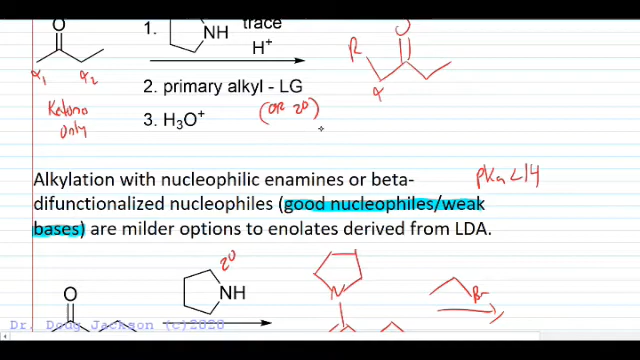 O 1. NH trace
H+
O
R
α1 α2 2. primary alkyl - LG α
Ketone only (OR 2°)
3. H3O+
Alkylation with nucleophilic enamines or beta- pKa<14
difunctionalized nucleophiles (good nucleophiles/weak
bases) are milder options to enolates derived from LDA.
2°
O NH N Br
Dr. Doug Jackson (c)2020